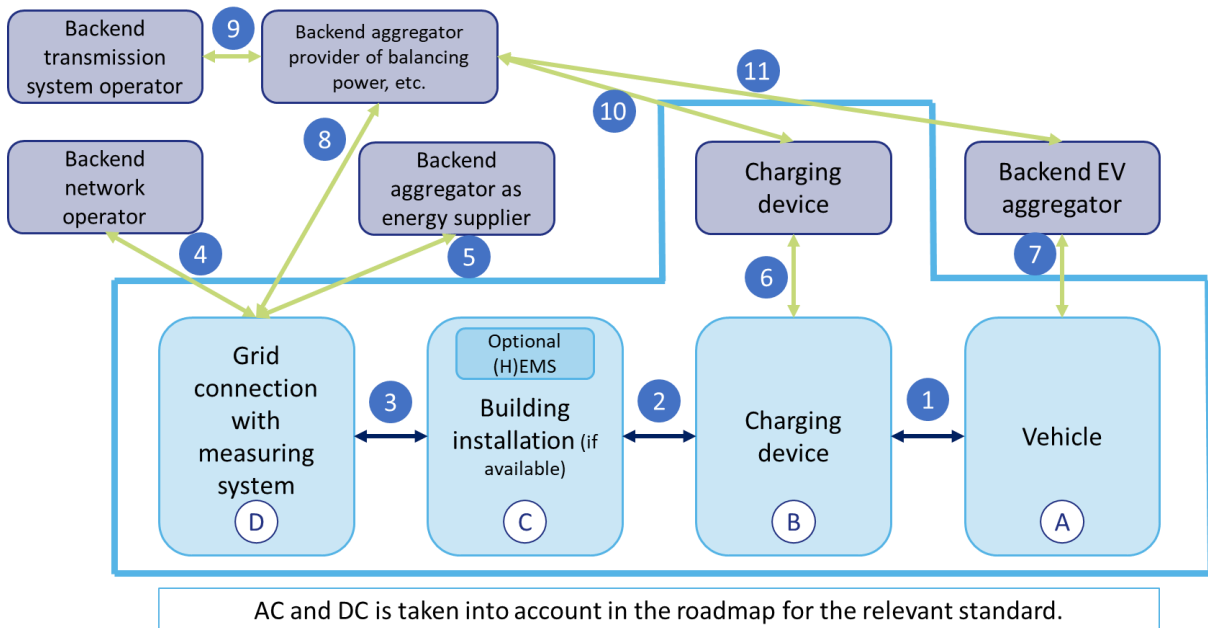 Backend
transmission
system operator
9
Backend aggregator
provider of balancing
power, etc.
11
10
8
Backend
network
operator
Backend
aggregator as
energy supplier
Charging
device
Backend EV
aggregator
4
5
6
7
Grid
connection
with
measuring
system
D
3
Optional
(H)EMS
Building
installation (if
available)
C
2
Charging
device
B
1
Vehicle
A
AC and DC is taken into account in the roadmap for the relevant standard.